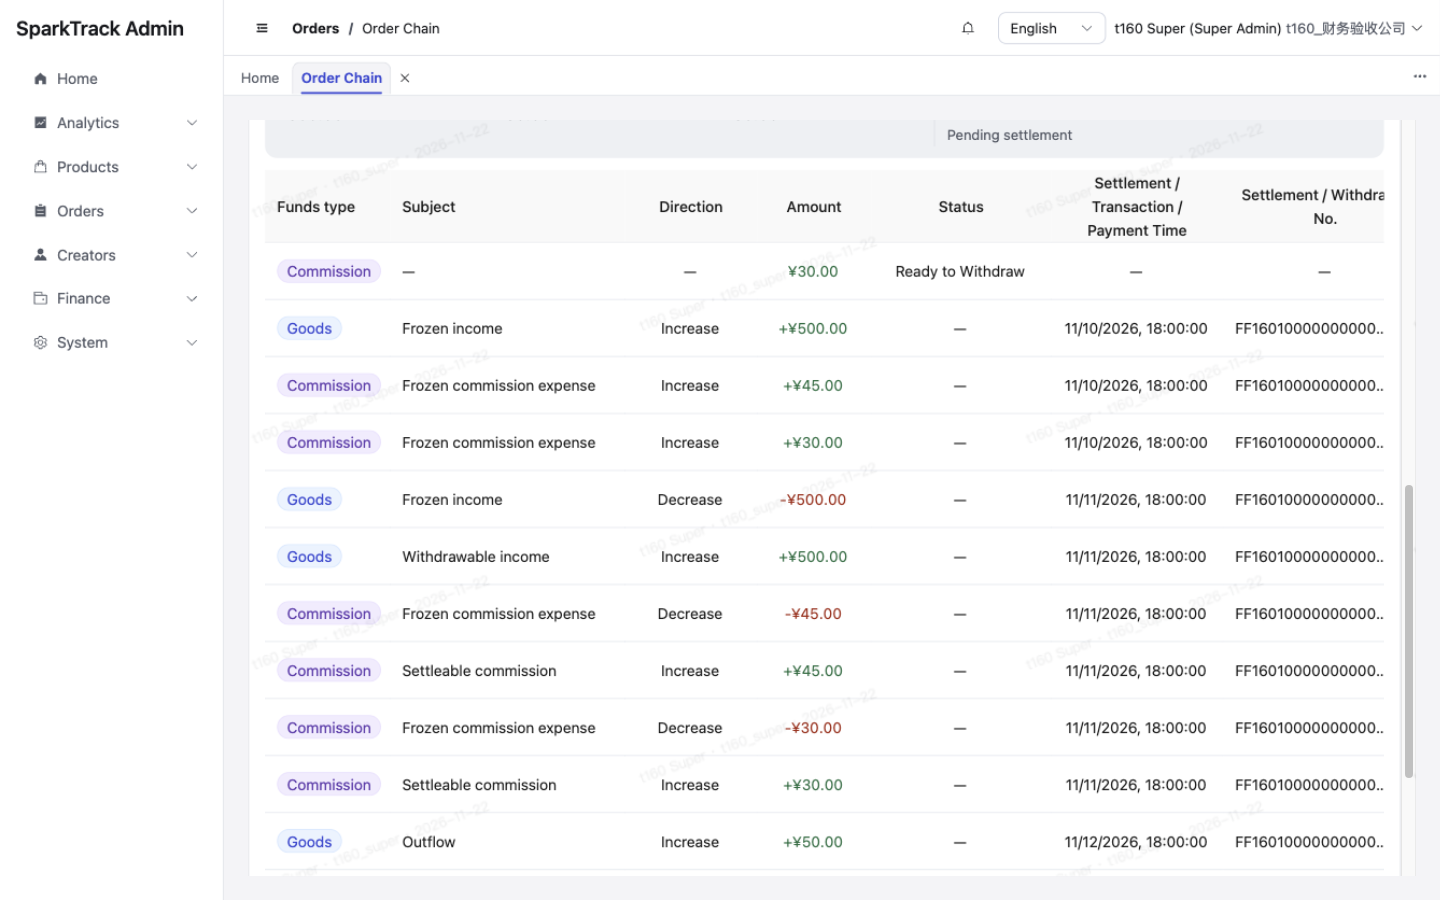 SparkTrack Admin
Orders / Order Chain
English
t160 Super (Super Admin) t160_财务验收公司
Home
Analytics
Products
Orders
Creators
Finance
System
Home
Order Chain
Pending settlement
Funds type Subject Direction Amount Status Settlement / Transaction / Payment Time Settlement / Withdra No.
Commission — — ¥30.00 Ready to Withdraw — —
Goods Frozen income Increase +¥500.00 — 11/10/2026, 18:00:00 FF16010000000000..
Commission Frozen commission expense Increase +¥45.00 — 11/10/2026, 18:00:00 FF16010000000000..
Commission Frozen commission expense Increase +¥30.00 — 11/10/2026, 18:00:00 FF16010000000000..
Goods Frozen income Decrease -¥500.00 — 11/11/2026, 18:00:00 FF16010000000000..
Goods Withdrawable income Increase +¥500.00 — 11/11/2026, 18:00:00 FF16010000000000..
Commission Frozen commission expense Decrease -¥45.00 — 11/11/2026, 18:00:00 FF16010000000000..
Commission Settleable commission Increase +¥45.00 — 11/11/2026, 18:00:00 FF16010000000000..
Commission Frozen commission expense Decrease -¥30.00 — 11/11/2026, 18:00:00 FF16010000000000..
Commission Settleable commission Increase +¥30.00 — 11/11/2026, 18:00:00 FF16010000000000..
Goods Outflow Increase +¥50.00 — 11/12/2026, 18:00:00 FF16010000000000..
t160 Super · t160_super · 2026-11-22